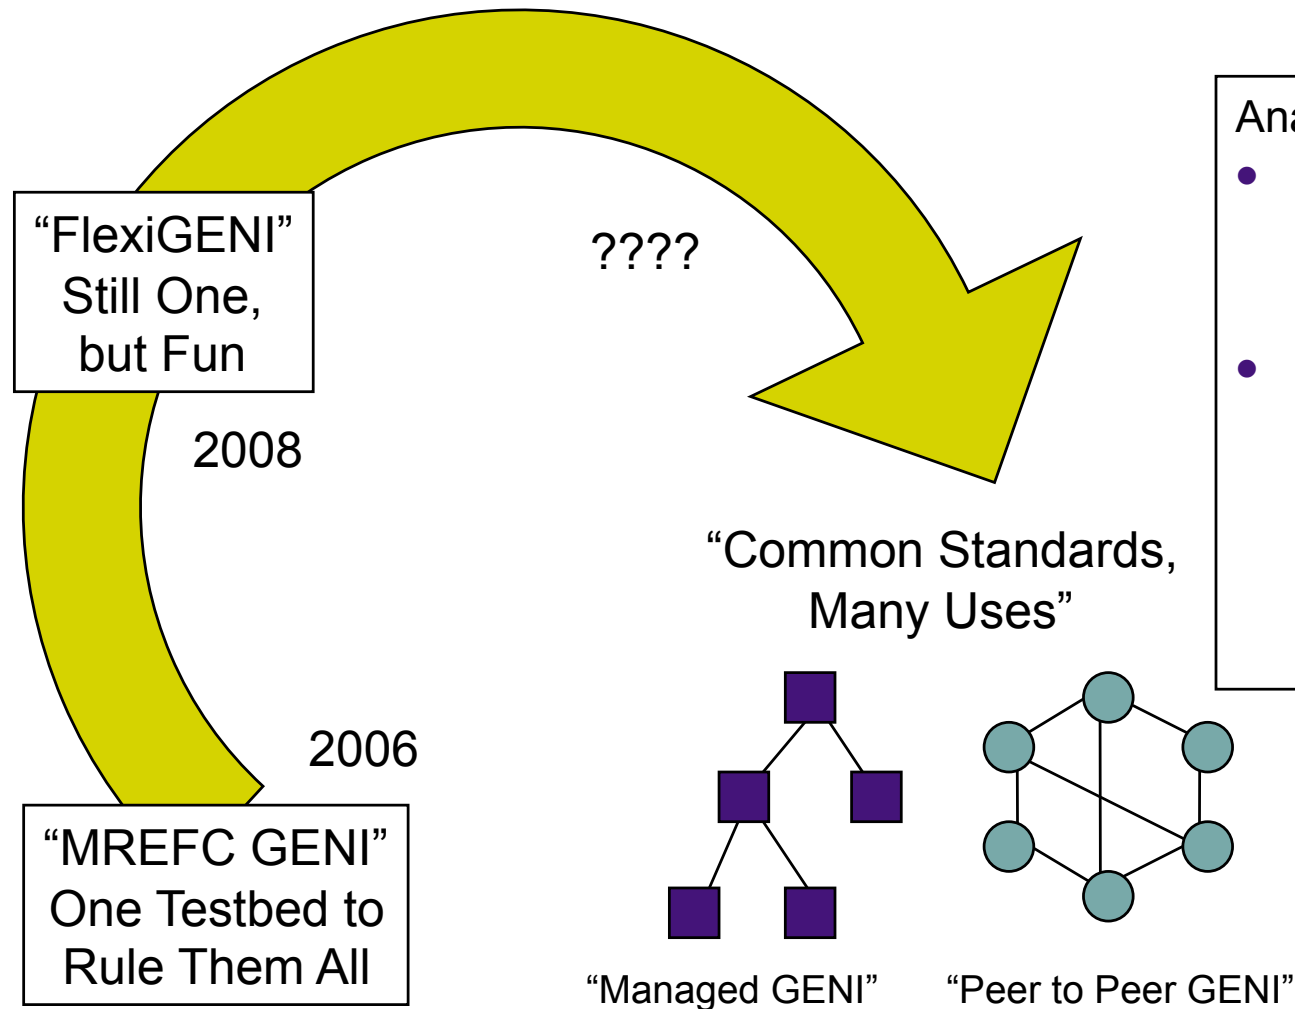 “FlexiGENI”
Still One,
but Fun
????
2008
“Common Standards,
Many Uses”
2006
“MREFC GENI”
One Testbed to
Rule Them All
“Managed GENI”
“Peer to Peer GENI”